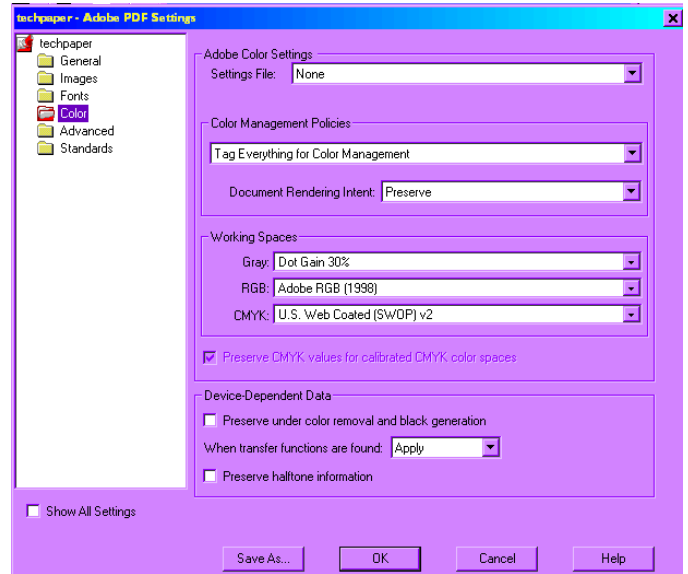 techpaper - Adobe PDF Settings
techpaper
General
Images
Fonts
Color
Advanced
Standards
Show All Settings
Adobe Color Settings
Settings File: None
Color Management Policies
Tag Everything for Color Management
Document Rendering Intent: Preserve
Working Spaces
Gray: Dot Gain 30%
RGB: Adobe RGB (1998)
CMYK: U.S. Web Coated (SWOP) v2
Preserve CMYK values for calibrated CMYK color spaces
Device-Dependent Data
Preserve under color removal and black generation
When transfer functions are found: Apply
Preserve halftone information
Save As... OK Cancel Help